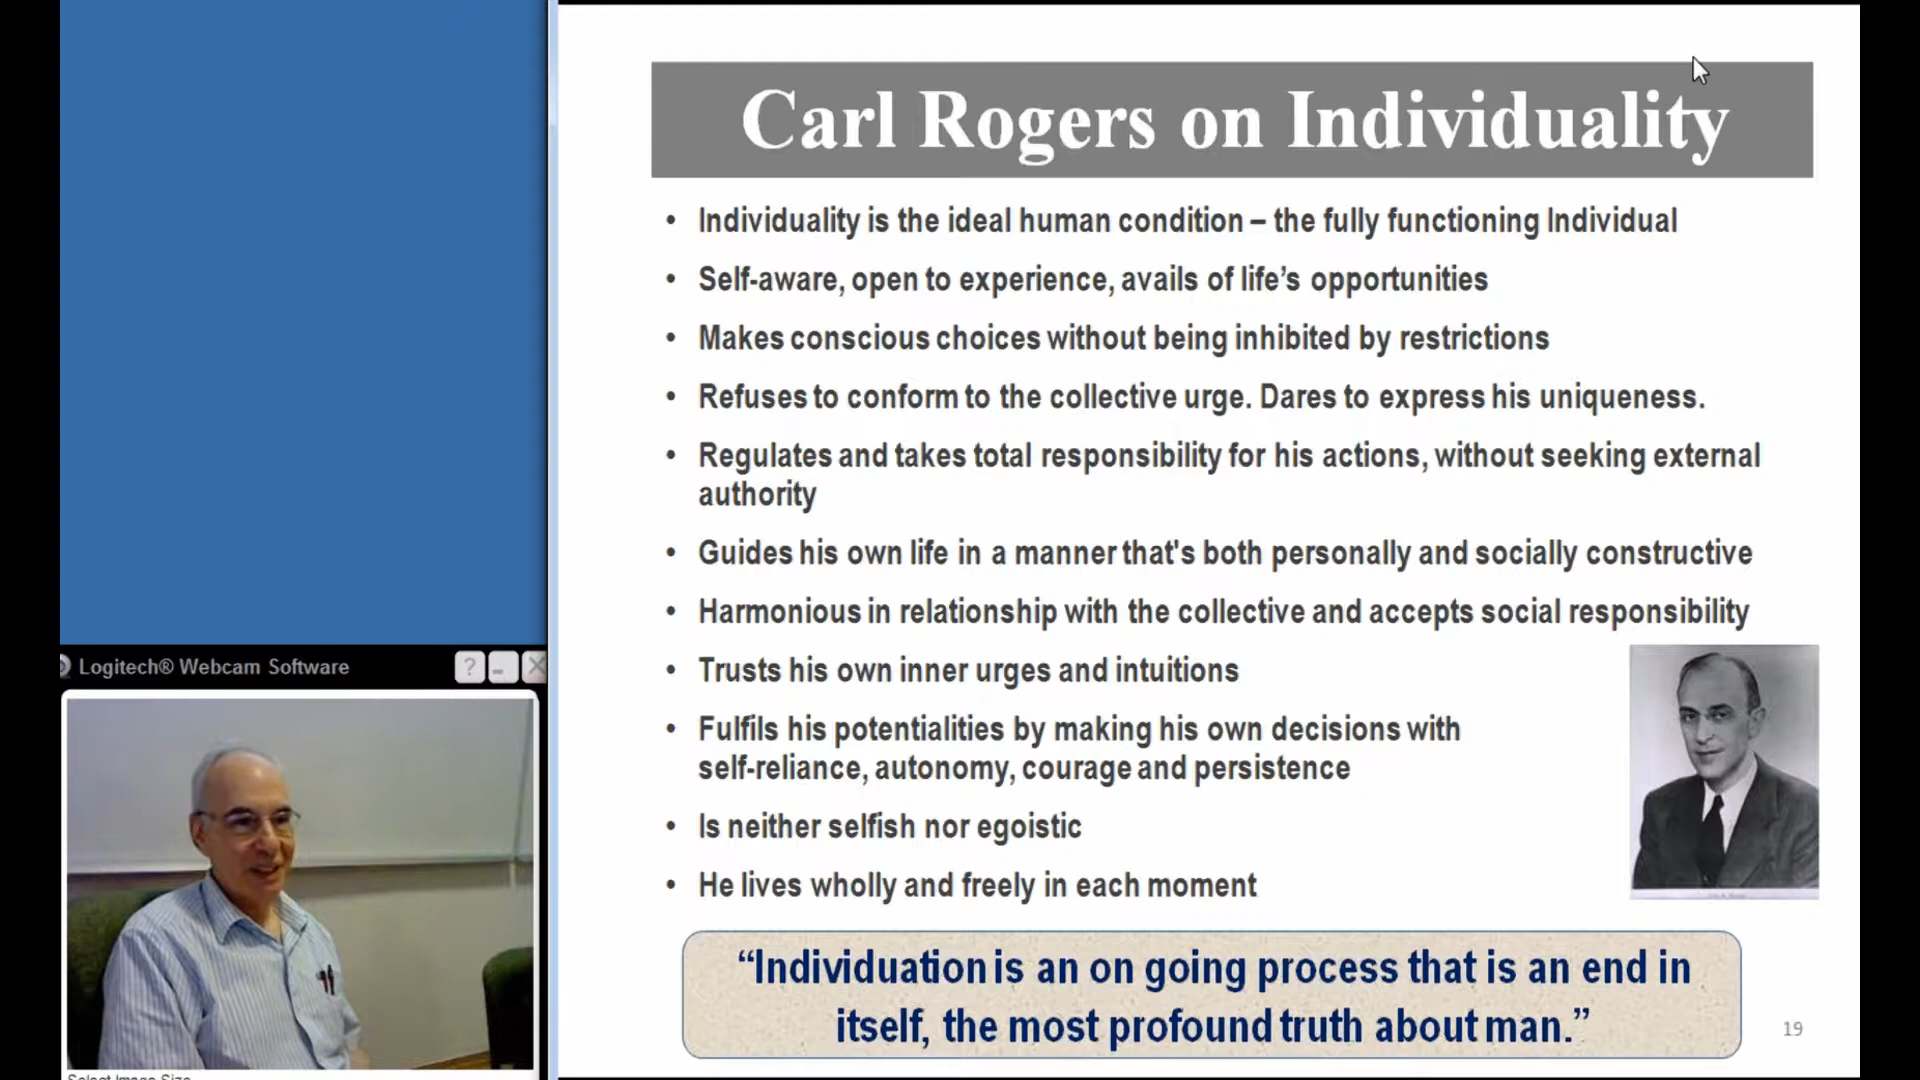 Carl Rogers on Individuality
• Individuality is the ideal human condition – the fully functioning Individual
• Self-aware, open to experience, avails of life's opportunities
• Makes conscious choices without being inhibited by restrictions
• Refuses to conform to the collective urge. Dares to express his uniqueness.
• Regulates and takes total responsibility for his actions, without seeking external
authority
• Guides his own life in a manner that's both personally and socially constructive
• Harmonious in relationship with the collective and accepts social responsibility
• Trusts his own inner urges and intuitions
• Fulfils his potentialities by making his own decisions with
self-reliance, autonomy, courage and persistence
• Is neither selfish nor egoistic
• He lives wholly and freely in each moment
“Individuation is an on going process that is an end in
itself, the most profound truth about man.”
19
Logitech® Webcam Software
?
Select Image Size